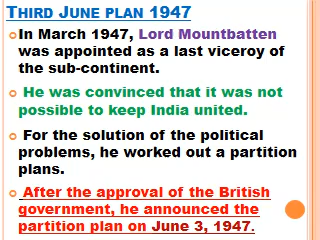 THIRD JUNE PLAN 1947
In March 1947, Lord Mountbatten
was appointed as a last viceroy of
the sub-continent.
He was convinced that it was not
possible to keep India united.
For the solution of the political
problems, he worked out a partition
plans.
After the approval of the British
government, he announced the
partition plan on June 3, 1947.